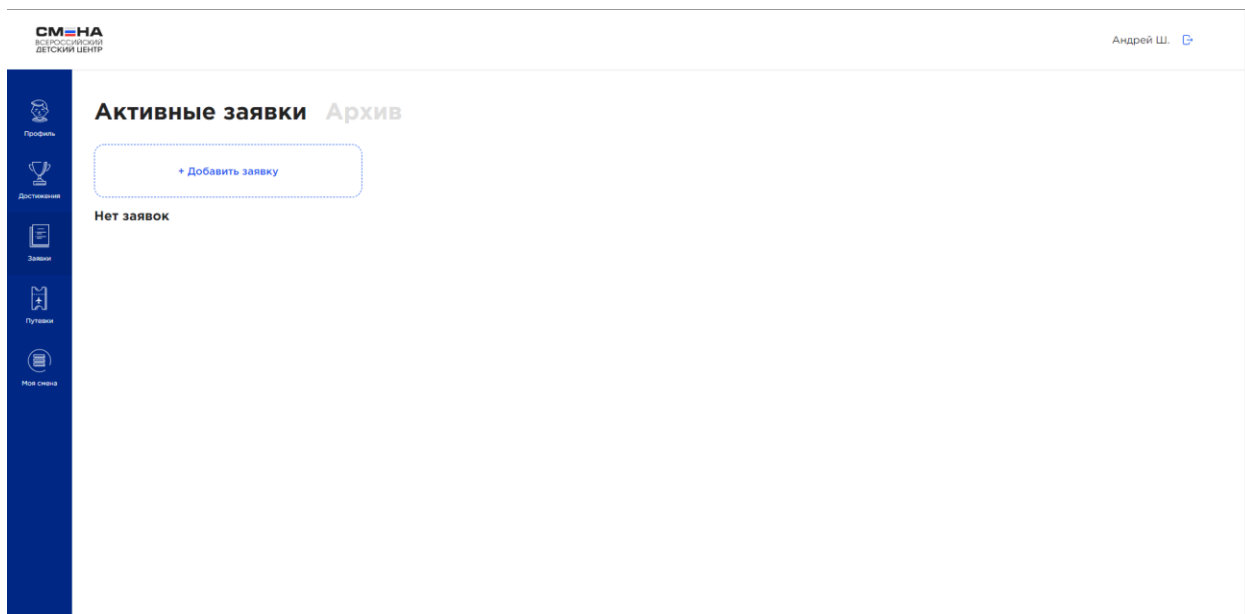 СМЕНА
ВСЕРОССИЙСКИЙ
ДЕТСКИЙ ЦЕНТР
Андрей Ш.
Профиль
Достижения
Заявки
Путевки
Моя смена
Активные заявки Архив
+ Добавить заявку
Нет заявок